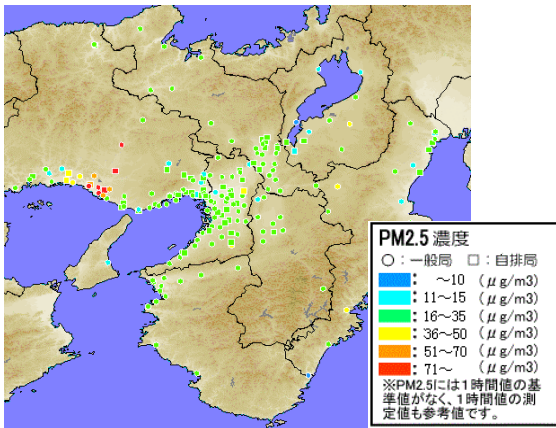 PM2.5 濃度
○：一般局 □：自排局
： ～10 (μg/m3)
：11～15 (μg/m3)
：16～35 (μg/m3)
：36～50 (μg/m3)
：51～70 (μg/m3)
：71～ (μg/m3)
※PM2.5には1時間値の基
準値がなく、1時間値の測
定値も参考値です。